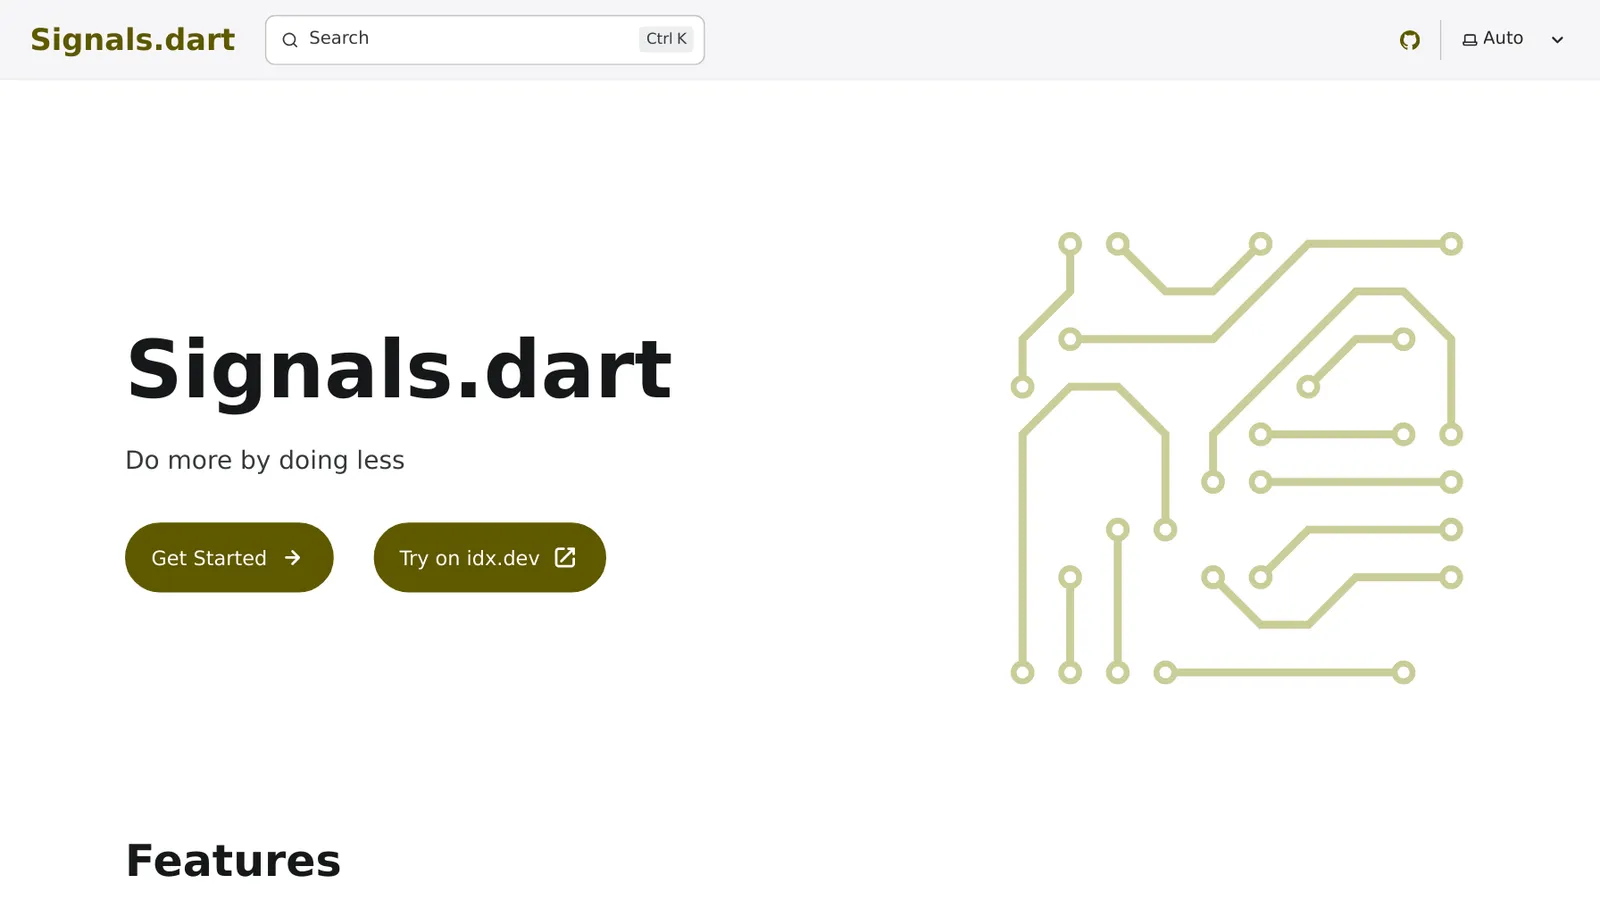 Signals.dart
Search
Ctrl K
Auto
Signals.dart
Do more by doing less
Get Started
Try on idx.dev
Features